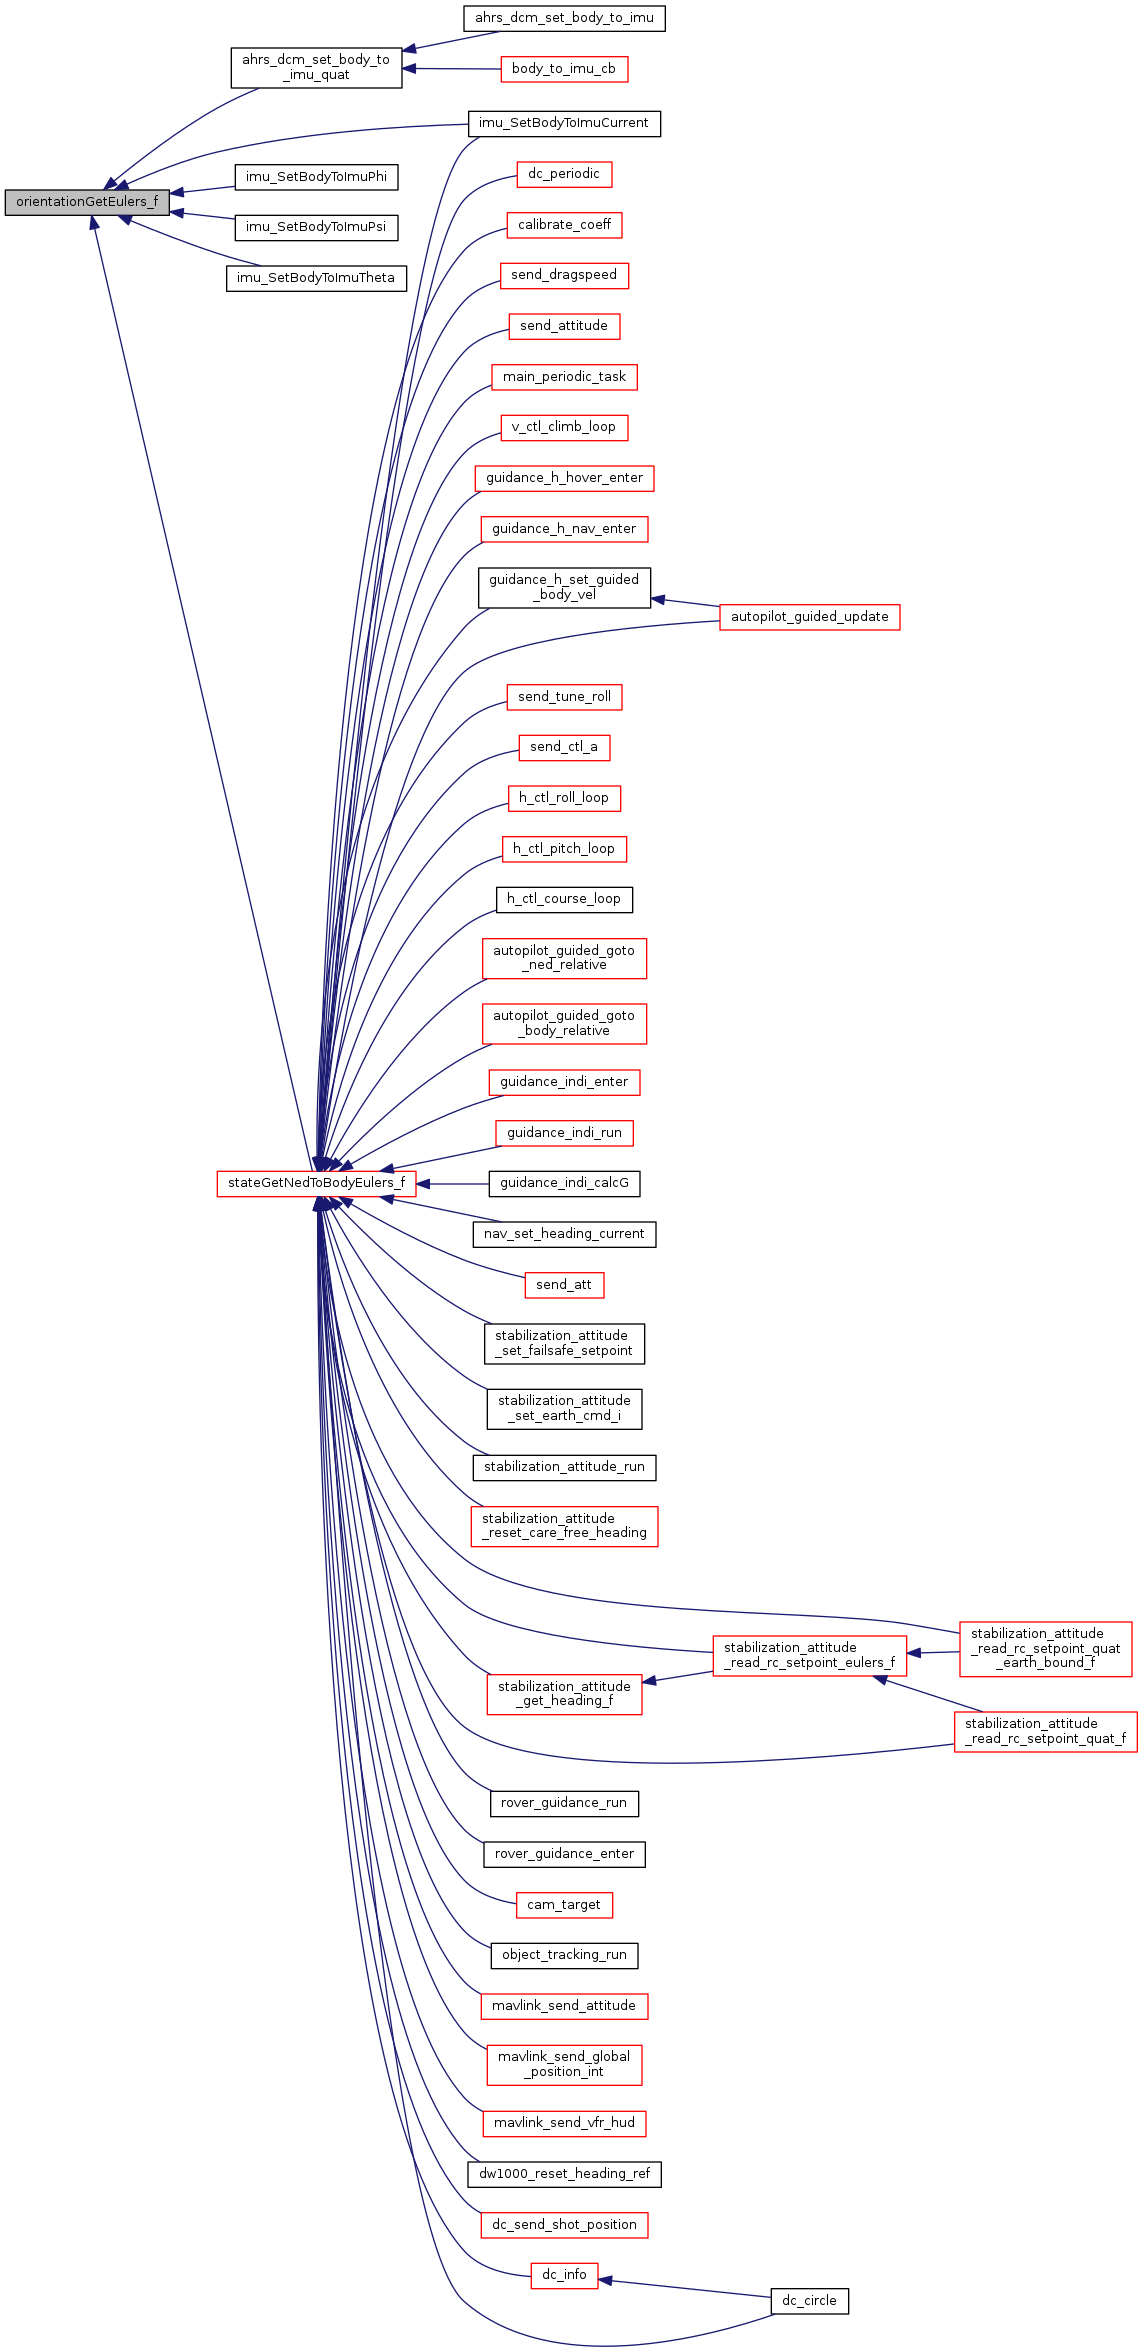 ahrs_dcm_set_body_to_imu
ahrs_dcm_set_body_to
_imu_quat
body_to_imu_cb
imu_SetBodyToImuCurrent
dc_periodic
imu_SetBodyToImuPhi
orientationGetEulers_f
imu_SetBodyToImuPsi
calibrate_coeff
imu_SetBodyToImuTheta
send_dragspeed
send_attitude
main_periodic_task
v_ctl_climb_loop
guidance_h_hover_enter
guidance_h_nav_enter
guidance_h_set_guided
_body_vel
autopilot_guided_update
send_tune_roll
send_ctl_a
h_ctl_roll_loop
h_ctl_pitch_loop
h_ctl_course_loop
autopilot_guided_goto
_ned_relative
autopilot_guided_goto
_body_relative
guidance_indi_enter
guidance_indi_run
stateGetNedToBodyEulers_f
guidance_indi_calcG
nav_set_heading_current
send_att
stabilization_attitude
_set_failsafe_setpoint
stabilization_attitude
_set_earth_cmd_i
stabilization_attitude_run
stabilization_attitude
_reset_care_free_heading
stabilization_attitude
_read_rc_setpoint_quat
_earth_bound_f
stabilization_attitude
_read_rc_setpoint_eulers_f
stabilization_attitude
_get_heading_f
stabilization_attitude
_read_rc_setpoint_quat_f
rover_guidance_run
rover_guidance_enter
cam_target
object_tracking_run
mavlink_send_attitude
mavlink_send_global
_position_int
mavlink_send_vfr_hud
dw1000_reset_heading_ref
dc_send_shot_position
dc_info
dc_circle